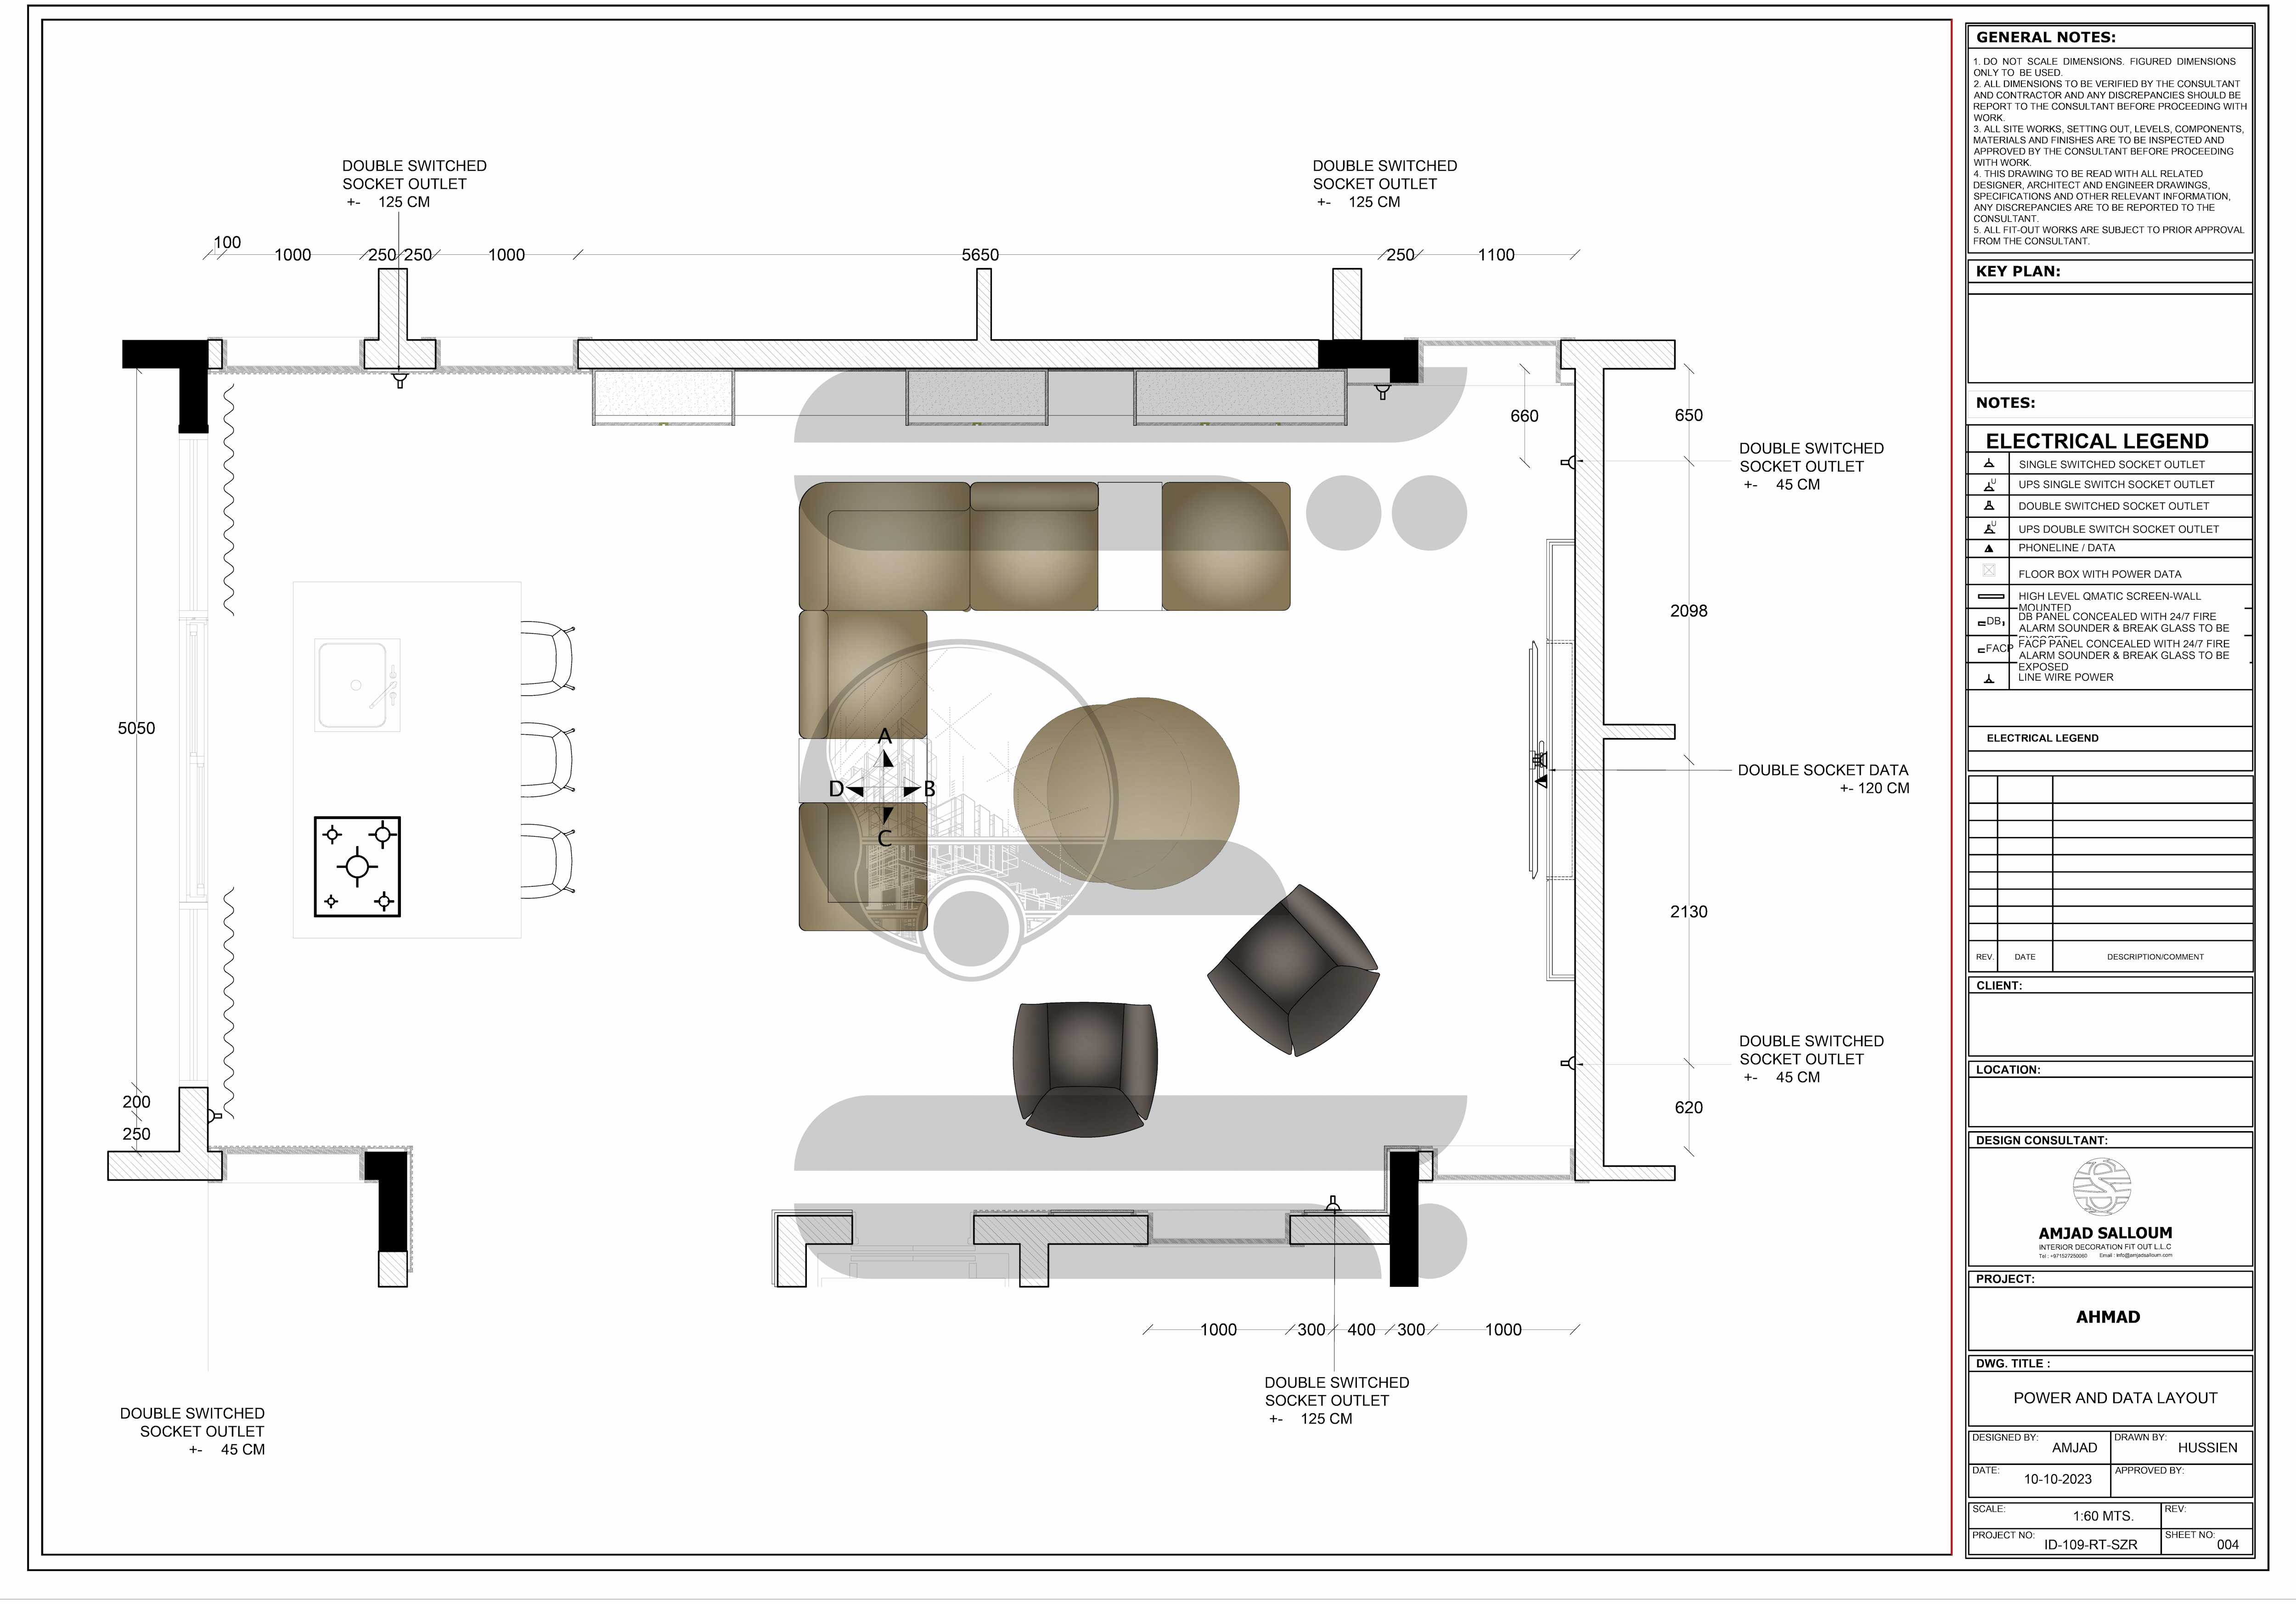 DOUBLE SWITCHED
SOCKET OUTLET
+- 125 CM
DOUBLE SWITCHED
SOCKET OUTLET
+- 125 CM
100
1000
250
250
1000
5650
250
1100
660
650
DOUBLE SWITCHED
SOCKET OUTLET
+- 45 CM
2098
5050
A
D
B
C
DOUBLE SOCKET DATA
+- 120 CM
2130
DOUBLE SWITCHED
SOCKET OUTLET
+- 45 CM
620
200
250
1000
300
400
300
1000
DOUBLE SWITCHED
SOCKET OUTLET
+- 125 CM
DOUBLE SWITCHED
SOCKET OUTLET
+- 45 CM
GENERAL NOTES:
1. DO NOT SCALE DIMENSIONS. FIGURED DIMENSIONS
ONLY TO BE USED.
2. ALL DIMENSIONS TO BE VERIFIED BY THE CONSULTANT
AND CONTRACTOR AND ANY DISCREPANCIES SHOULD BE
REPORT TO THE CONSULTANT BEFORE PROCEEDING WITH
WORK.
3. ALL SITE WORKS, SETTING OUT, LEVELS, COMPONENTS,
MATERIALS AND FINISHES ARE TO BE INSPECTED AND
APPROVED BY THE CONSULTANT BEFORE PROCEEDING
WITH WORK.
4. THIS DRAWING TO BE READ WITH ALL RELATED
DESIGNER, ARCHITECT AND ENGINEER DRAWINGS,
SPECIFICATIONS AND OTHER RELEVANT INFORMATION,
ANY DISCREPANCIES ARE TO BE REPORTED TO THE
CONSULTANT.
5. ALL FIT-OUT WORKS ARE SUBJECT TO PRIOR APPROVAL
FROM THE CONSULTANT.
KEY PLAN:
NOTES:
ELECTRICAL LEGEND
SINGLE SWITCHED SOCKET OUTLET
U UPS SINGLE SWITCH SOCKET OUTLET
DOUBLE SWITCHED SOCKET OUTLET
U UPS DOUBLE SWITCH SOCKET OUTLET
PHONELINE / DATA
FLOOR BOX WITH POWER DATA
HIGH LEVEL QMATIC SCREEN-WALL
MOUNTED
DB DB PANEL CONCEALED WITH 24/7 FIRE
ALARM SOUNDER & BREAK GLASS TO BE
EXPOSED
FACP FACP PANEL CONCEALED WITH 24/7 FIRE
ALARM SOUNDER & BREAK GLASS TO BE
EXPOSED
LINE WIRE POWER
ELECTRICAL LEGEND
REV. DATE DESCRIPTION/COMMENT
CLIENT:
LOCATION:
DESIGN CONSULTANT:
AMJAD SALLOUM
INTERIOR DECORATION FIT OUT L.L.C
Tel : +971527250060 Email : info@amjadsalloum.com
PROJECT:
AHMAD
DWG. TITLE :
POWER AND DATA LAYOUT
DESIGNED BY: AMJAD
DRAWN BY: HUSSIEN
DATE: 10-10-2023
APPROVED BY:
SCALE: 1:60 MTS.
REV:
PROJECT NO: ID-109-RT-SZR
SHEET NO: 004